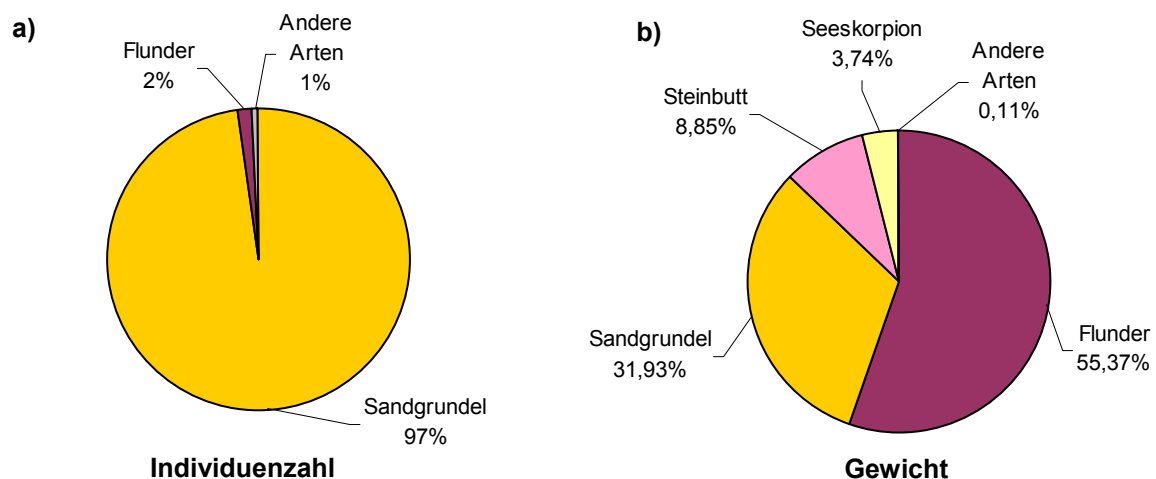 a)
Flunder
2%
Andere
Arten
1%
Sandgrundel
97%
Individuenzahl
b)
Seeskorpion
3,74%
Andere
Arten
0,11%
Steinbutt
8,85%
Sandgrundel
31,93%
Flunder
55,37%
Gewicht